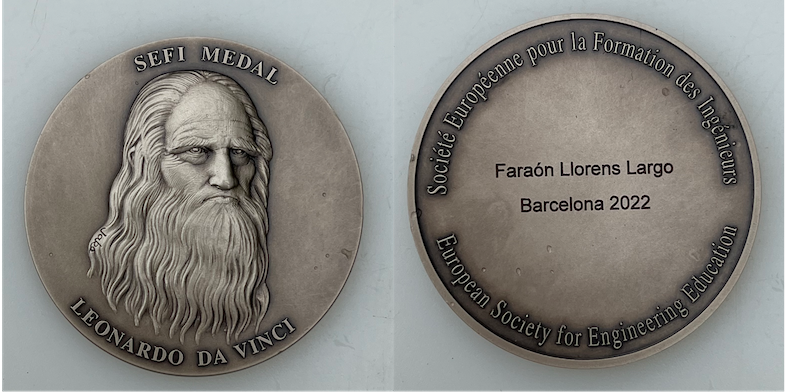 SEFI MEDAL
LEONARDO DA VINCI
Société Européenne pour la Formation des Ingénieurs
Faraón Llorens Largo
Barcelona 2022
European Society for Engineering Education